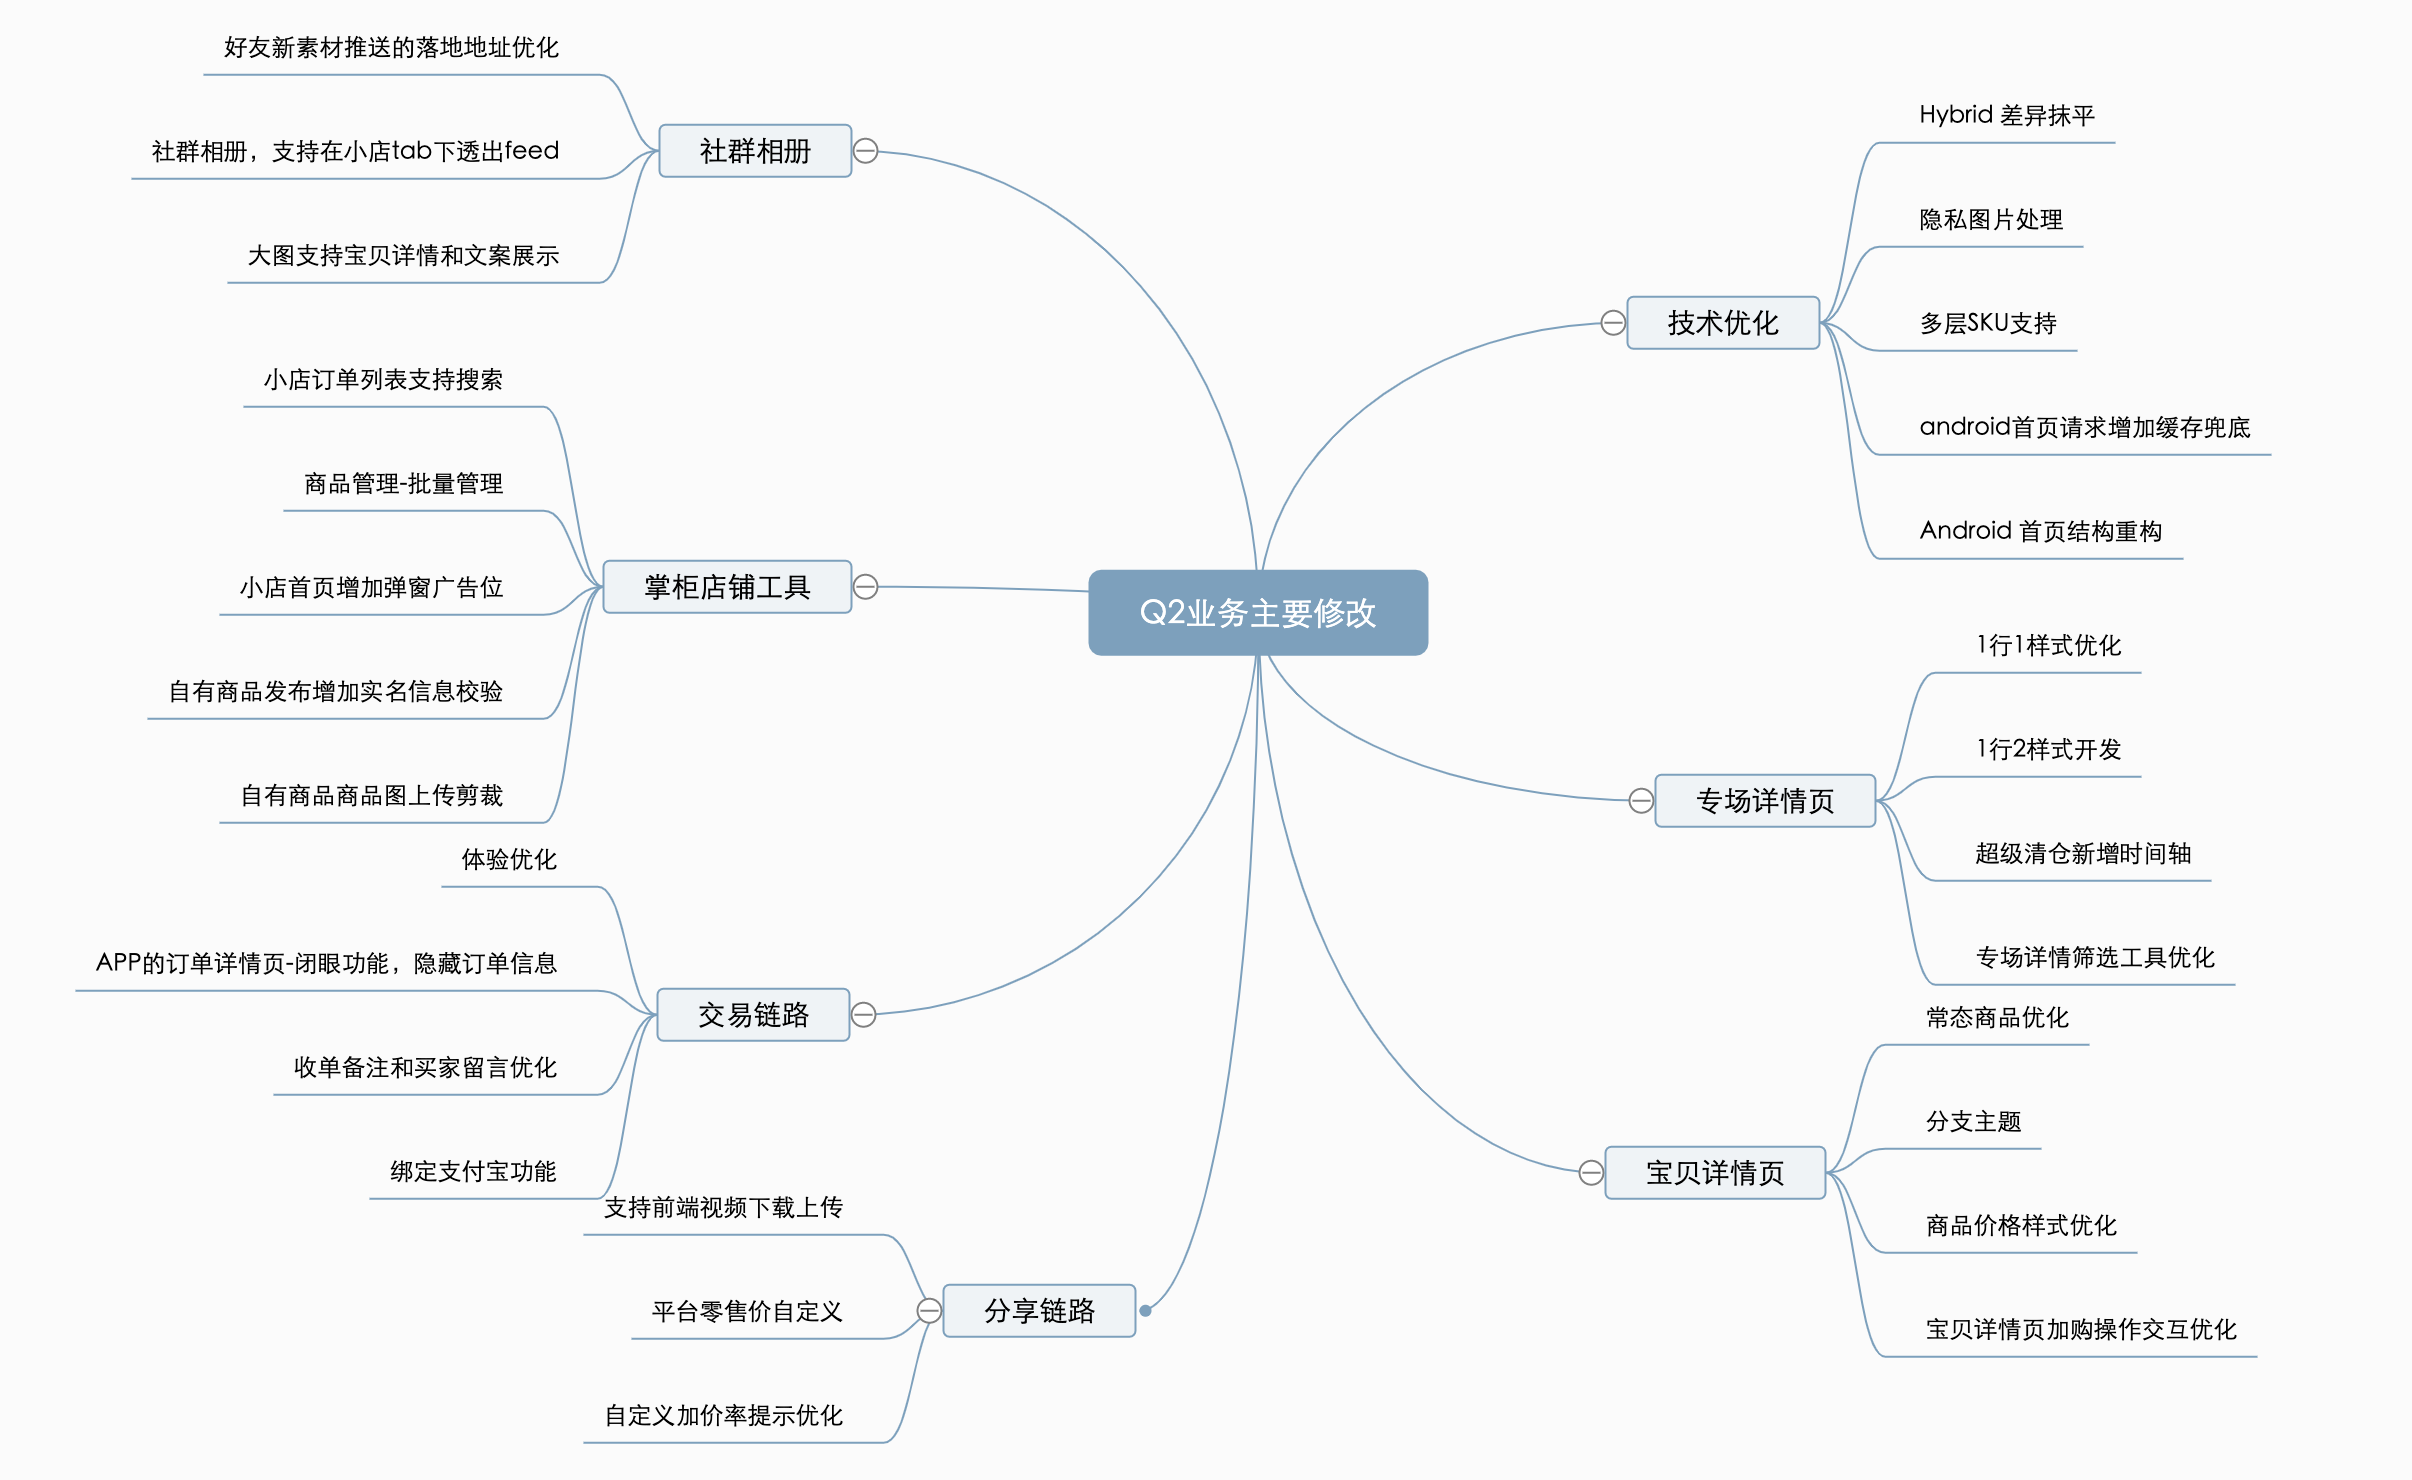 Q2业务主要修改
技术优化
Hybrid 差异抹平
隐私图片处理
多层SKU支持
android首页请求增加缓存兜底
Android 首页结构重构
专场详情页
1行1样式优化
1行2样式开发
超级清仓新增时间轴
专场详情筛选工具优化
宝贝详情页
常态商品优化
分支主题
商品价格样式优化
宝贝详情页加购操作交互优化
社群相册
好友新素材推送的落地地址优化
社群相册，支持在小店tab下透出feed
大图支持宝贝详情和文案展示
掌柜店铺工具
小店订单列表支持搜索
商品管理-批量管理
小店首页增加弹窗广告位
自有商品发布增加实名信息校验
自有商品商品图上传剪裁
交易链路
体验优化
APP的订单详情页-闭眼功能，隐藏订单信息
收单备注和买家留言优化
绑定支付宝功能
分享链路
支持前端视频下载上传
平台零售价自定义
自定义加价率提示优化